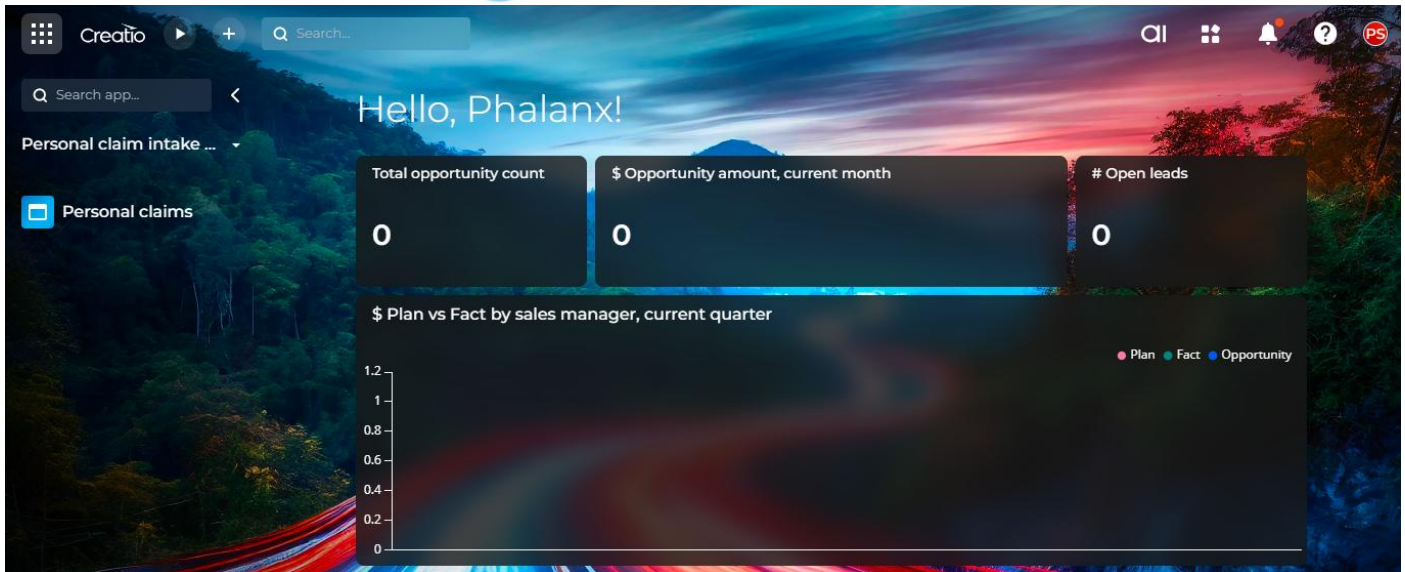 Creatio
Search...
ai
?
PS
Search app...
Personal claim intake ...
Personal claims
Hello, Phalanx!
Total opportunity count
0
$ Opportunity amount, current month
0
# Open leads
0
$ Plan vs Fact by sales manager, current quarter
Plan Fact Opportunity
1.2
1
0.8
0.6
0.4
0.2
0